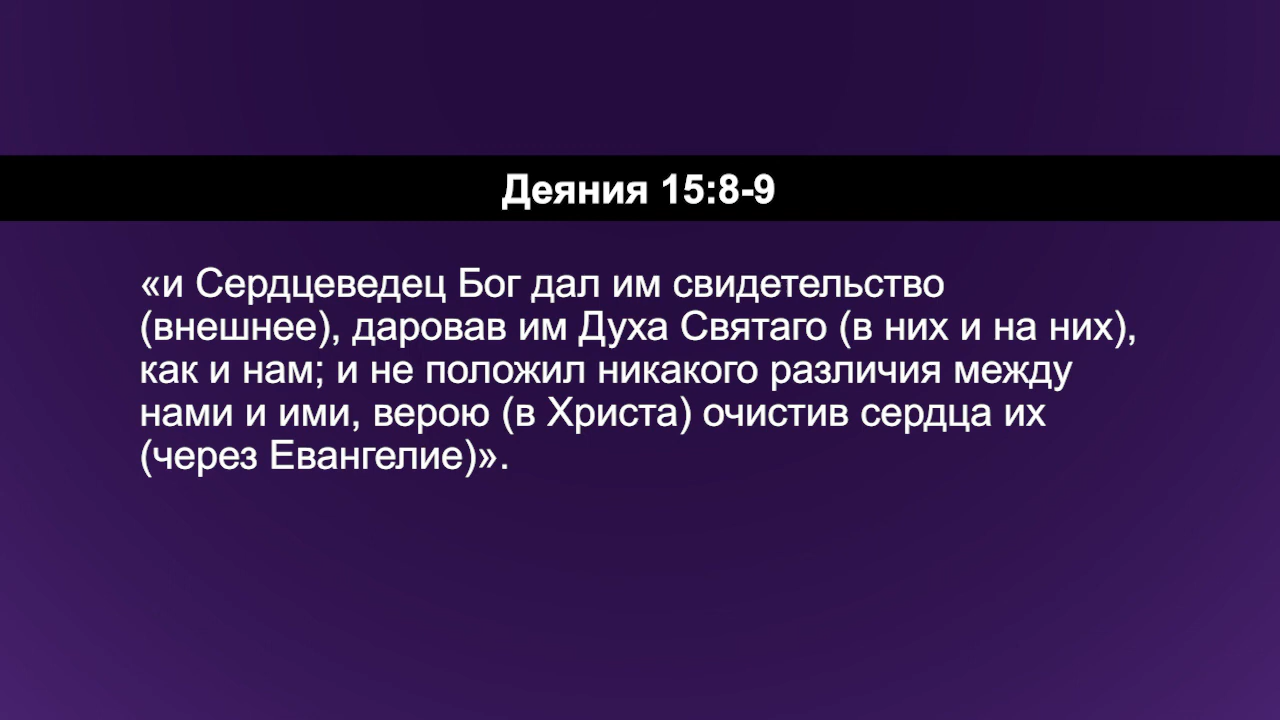 Деяния 15:8-9
«и Сердцеведец Бог дал им свидетельство
(внешнее), даровав им Духа Святаго (в них и на них),
как и нам; и не положил никакого различия между
нами и ими, верою (в Христа) очистив сердца их
(через Евангелие)».